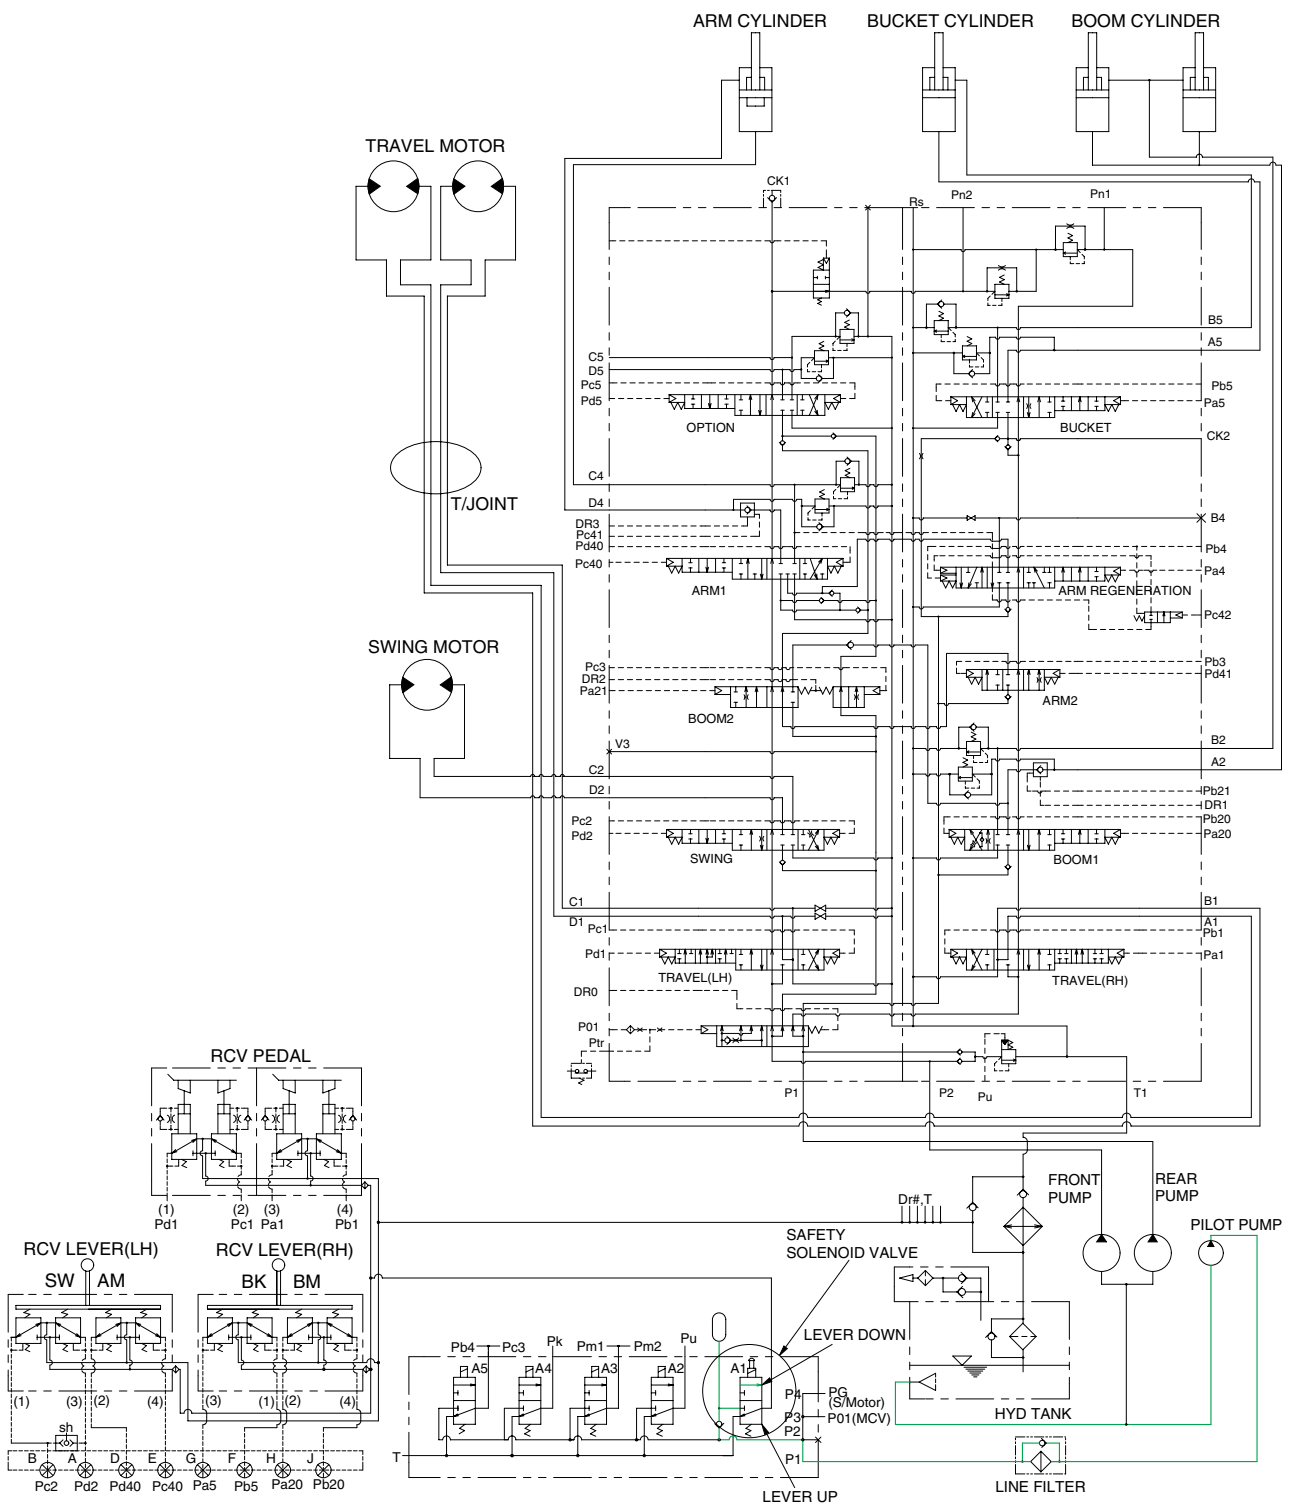 ARM CYLINDER
BUCKET CYLINDER
BOOM CYLINDER
TRAVEL MOTOR
CK1
Rs
Pn2
Pn1
B5
A5
C5
D5
Pc5
Pd5
Pb5
Pa5
OPTION
BUCKET
CK2
T/JOINT
C4
D4
DR3
Pc41
Pd40
Pc40
B4
Pb4
Pa4
ARM1
ARM REGENERATION
Pc42
SWING MOTOR
Pc3
DR2
Pa21
Pb3
Pd41
BOOM2
ARM2
V3
B2
C2
A2
D2
Pb21
DR1
Pc2
Pb20
Pd2
Pa20
SWING
BOOM1
C1
B1
D1
A1
Pc1
Pb1
Pd1
Pa1
TRAVEL(LH)
TRAVEL(RH)
DR0
P01
Ptr
RCV PEDAL
P1
P2
Pu
T1
(1)
(2)
(3)
(4)
Pd1
Pc1
Pa1
Pb1
FRONT
PUMP
REAR
PUMP
Dr#,T
PILOT PUMP
SAFETY
SOLENOID VALVE
RCV LEVER(LH)
RCV LEVER(RH)
SW
AM
BK
BM
LEVER DOWN
Pb4
Pc3
Pk
Pm1
Pm2
Pu
A5
A4
A3
A2
A1
P4
PG
(S/Motor)
P3
P01(MCV)
P2
P1
T
HYD TANK
(1)
(3)
(2)
(4)
(3)
(1)
(2)
(4)
sh
B
A
D
E
G
F
H
J
Pc2
Pd2
Pd40
Pc40
Pa5
Pb5
Pa20
Pb20
LINE FILTER
LEVER UP